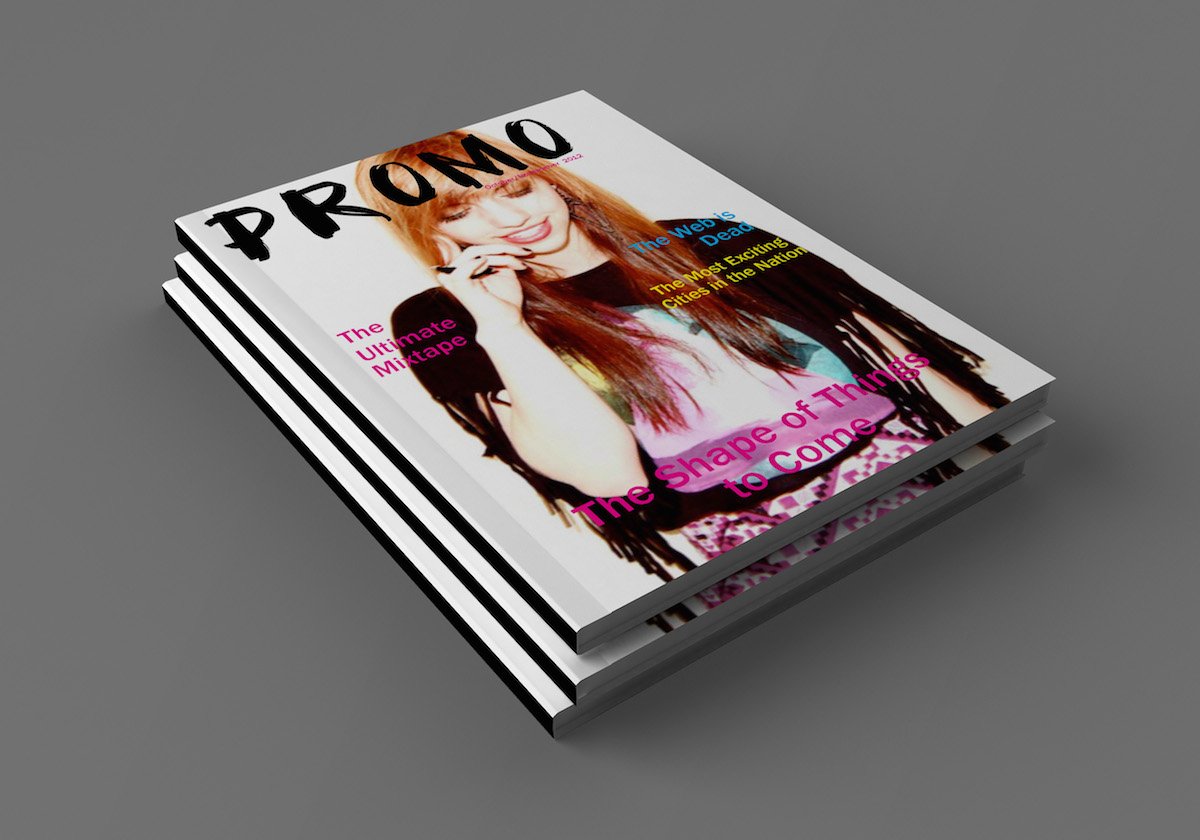 PROMO
2012
The Web is
Dead
The Most Exciting
Cities in the Nation
The
Ultimate
Mixtape
The Shape of Things
to Come